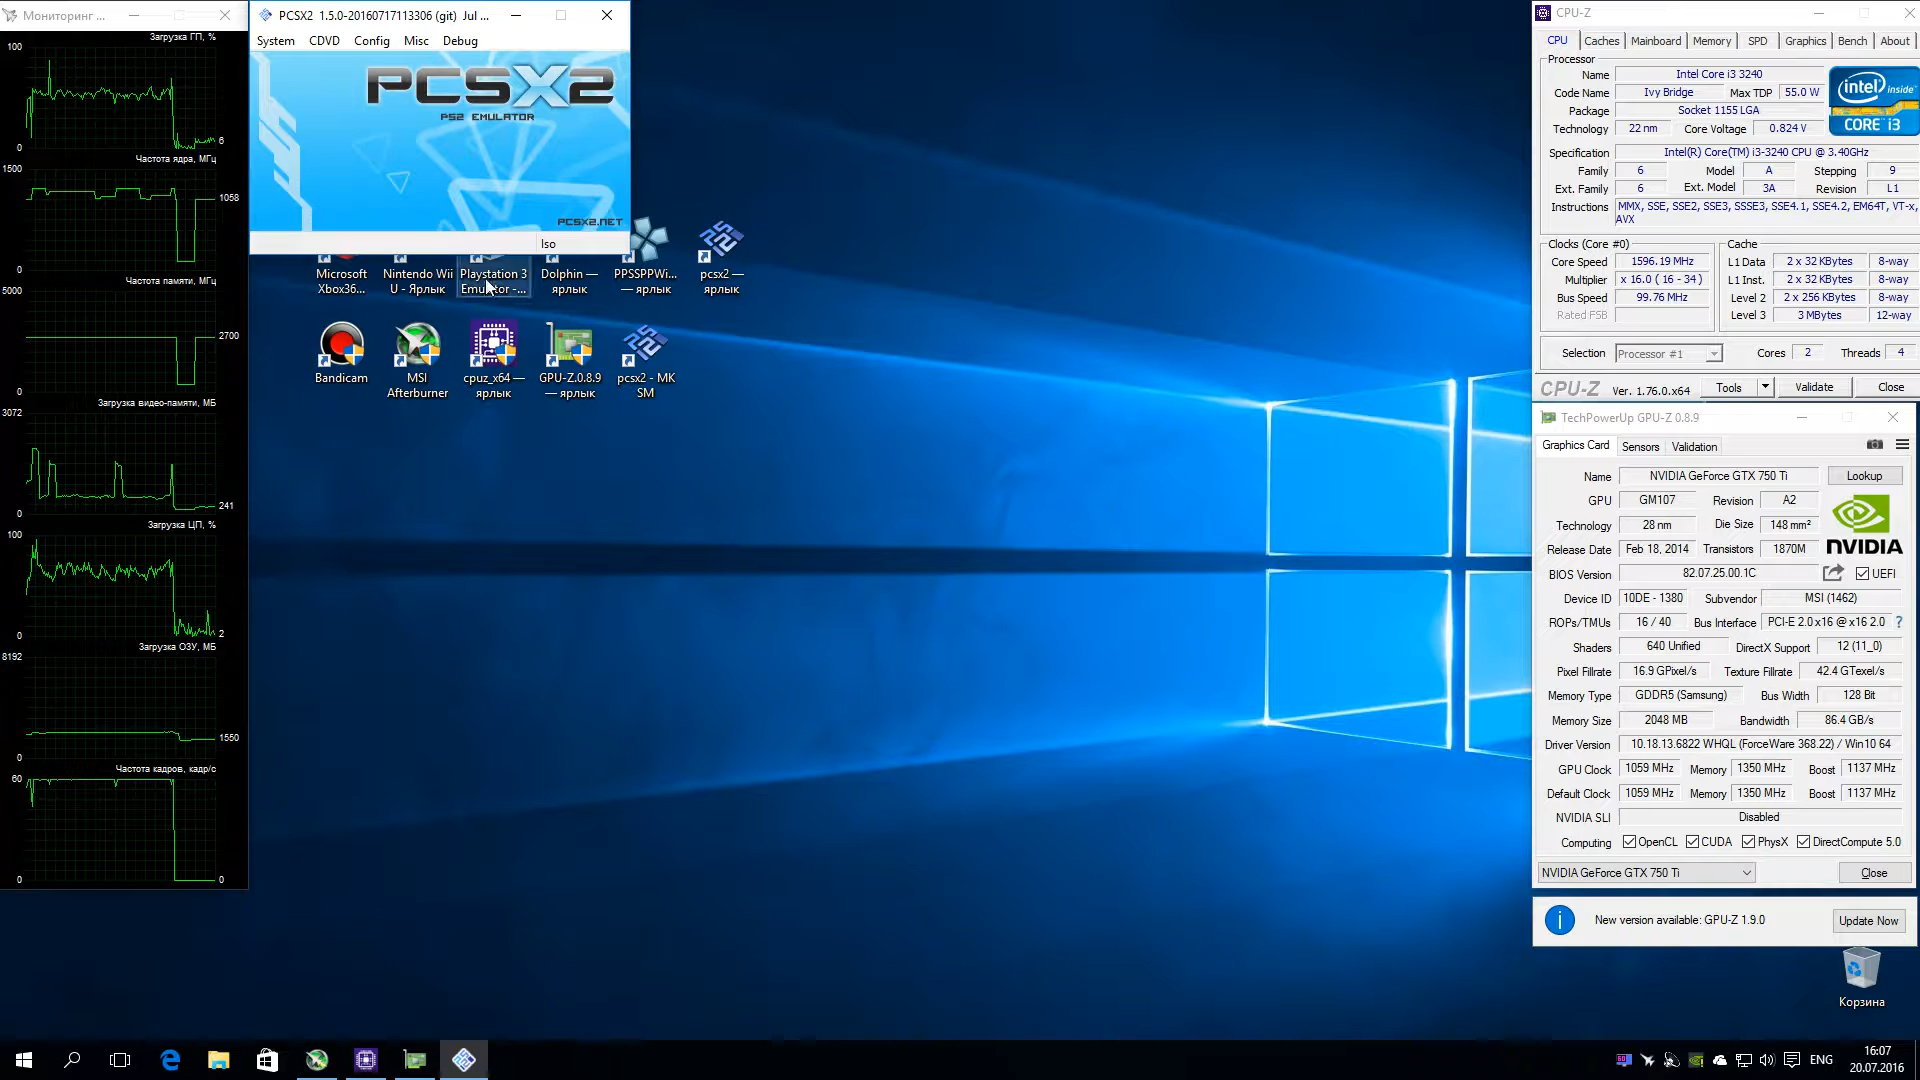 Мониторинг ...
Загрузка ГП, %
100
6
0
Частота ядра, МГц
1500
1058
0
Частота памяти, МГц
5000
2700
0
Загрузка видео-памяти, МБ
3072
241
0
Загрузка ЦП, %
100
2
0
Загрузка ОЗУ, МБ
8192
1550
0
Частота кадров, кадр/с
60
0
0
PCSX2 1.5.0-20160717113306 (git) Jul ...
System CDVD Config Misc Debug
PCSX2
PS2 EMULATOR
PCSX2.NET
Iso
Microsoft Xbox36...
Nintendo Wii U - Ярлык
Playstation 3 Emulator -...
Dolphin — ярлык
PPSSPPWi... — ярлык
pcsx2 — ярлык
Bandicam
MSI Afterburner
cpuz_x64 — ярлык
GPU-Z.0.8.9 — ярлык
pcsx2 - MK SM
CPU-Z
CPU Caches Mainboard Memory SPD Graphics Bench About
Processor
Name Intel Core i3 3240
Code Name Ivy Bridge Max TDP 55.0 W
Package Socket 1155 LGA
Technology 22 nm Core Voltage 0.824 V
intel inside
CORE i3
Specification Intel(R) Core(TM) i3-3240 CPU @ 3.40GHz
Family 6 Model A Stepping 9
Ext. Family 6 Ext. Model 3A Revision L1
Instructions MMX, SSE, SSE2, SSE3, SSSE3, SSE4.1, SSE4.2, EM64T, VT-x,
AVX
Clocks (Core #0) Cache
Core Speed 1596.19 MHz L1 Data 2 x 32 KBytes 8-way
Multiplier x 16.0 ( 16 - 34 ) L1 Inst. 2 x 32 KBytes 8-way
Bus Speed 99.76 MHz Level 2 2 x 256 KBytes 8-way
Rated FSB Level 3 3 MBytes 12-way
Selection Processor #1 Cores 2 Threads 4
CPU-Z Ver. 1.76.0.x64 Tools Validate Close
TechPowerUp GPU-Z 0.8.9
Graphics Card Sensors Validation
Name NVIDIA GeForce GTX 750 Ti Lookup
GPU GM107 Revision A2
Technology 28 nm Die Size 148 mm²
Release Date Feb 18, 2014 Transistors 1870M
NVIDIA
BIOS Version 82.07.25.00.1C UEFI
Device ID 10DE - 1380 Subvendor MSI (1462)
ROPs/TMUs 16 / 40 Bus Interface PCI-E 2.0 x16 @ x16 2.0 ?
Shaders 640 Unified DirectX Support 12 (11_0)
Pixel Fillrate 16.9 GPixel/s Texture Fillrate 42.4 GTexel/s
Memory Type GDDR5 (Samsung) Bus Width 128 Bit
Memory Size 2048 MB Bandwidth 86.4 GB/s
Driver Version 10.18.13.6822 WHQL (ForceWare 368.22) / Win10 64
GPU Clock 1059 MHz Memory 1350 MHz Boost 1137 MHz
Default Clock 1059 MHz Memory 1350 MHz Boost 1137 MHz
NVIDIA SLI Disabled
Computing OpenCL CUDA PhysX DirectCompute 5.0
NVIDIA GeForce GTX 750 Ti Close
New version available: GPU-Z 1.9.0 Update Now
Корзина
ENG
16:07
20.07.2016